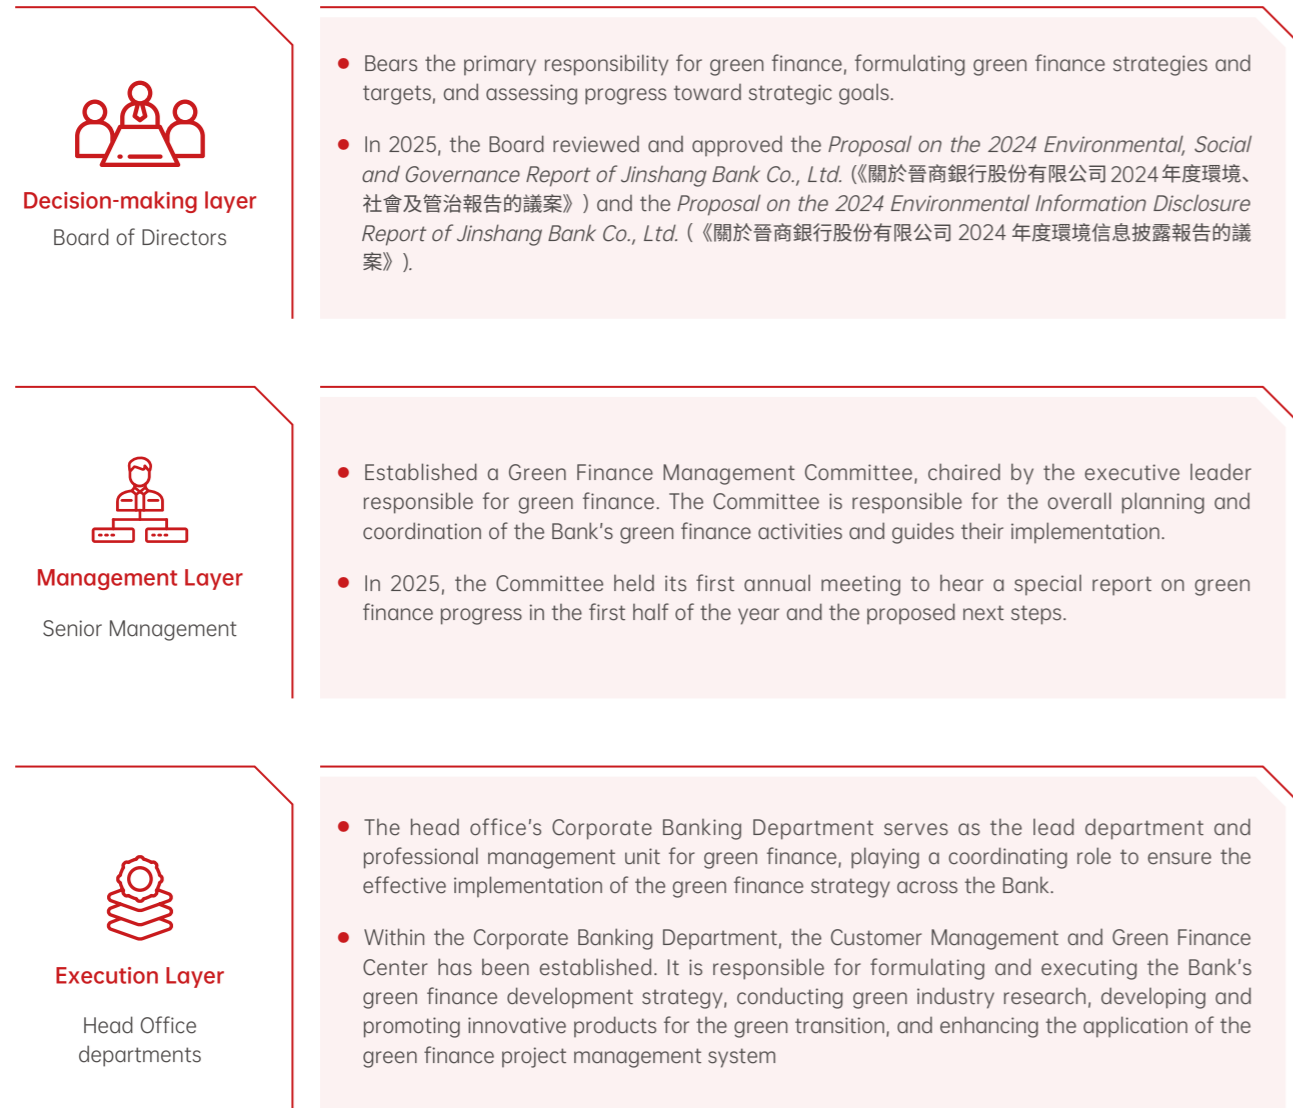 Decision-making layer
Board of Directors
Bears the primary responsibility for green finance, formulating green finance strategies and
targets, and assessing progress toward strategic goals.
In 2025, the Board reviewed and approved the Proposal on the 2024 Environmental, Social
and Governance Report of Jinshang Bank Co., Ltd. (《關於晉商銀行股份有限公司 2024 年度環境、
社會及管治報告的議案》) and the Proposal on the 2024 Environmental Information Disclosure
Report of Jinshang Bank Co., Ltd. (《關於晉商銀行股份有限公司 2024 年度環境信息披露報告的議
案》).
Management Layer
Senior Management
Established a Green Finance Management Committee, chaired by the executive leader
responsible for green finance. The Committee is responsible for the overall planning and
coordination of the Bank's green finance activities and guides their implementation.
In 2025, the Committee held its first annual meeting to hear a special report on green
finance progress in the first half of the year and the proposed next steps.
Execution Layer
Head Office
departments
The head office's Corporate Banking Department serves as the lead department and
professional management unit for green finance, playing a coordinating role to ensure the
effective implementation of the green finance strategy across the Bank.
Within the Corporate Banking Department, the Customer Management and Green Finance
Center has been established. It is responsible for formulating and executing the Bank's
green finance development strategy, conducting green industry research, developing and
promoting innovative products for the green transition, and enhancing the application of the
green finance project management system